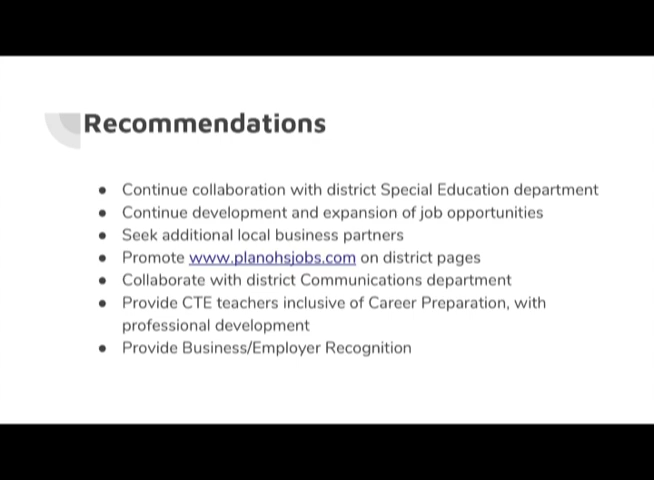 Recommendations
● Continue collaboration with district Special Education department
● Continue development and expansion of job opportunities
● Seek additional local business partners
● Promote www.planohsjobs.com on district pages
● Collaborate with district Communications department
● Provide CTE teachers inclusive of Career Preparation, with
professional development
● Provide Business/Employer Recognition